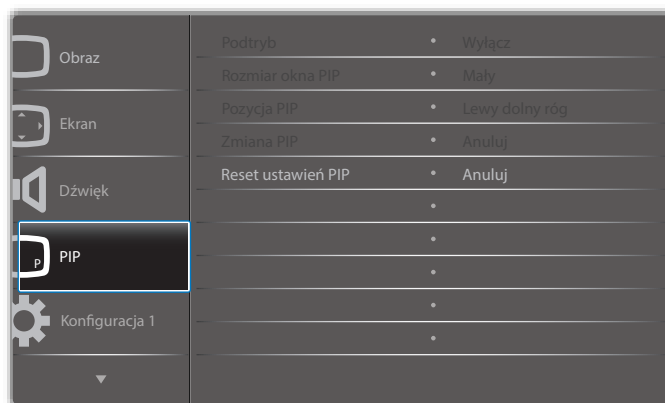 Obraz
Ekran
Dźwięk
P
PIP
Konfiguracja 1
Podtryb • Wyłącz
Rozmiar okna PIP • Mały
Pozycja PIP • Lewy dolny róg
Zmiana PIP • Anuluj
Reset ustawień PIP • Anuluj
•
•
•
•
•